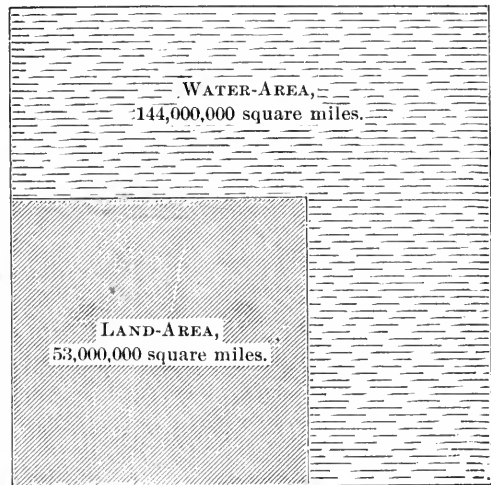 WATER-AREA,
144,000,000 square miles.
LAND-AREA,
53,000,000 square miles.